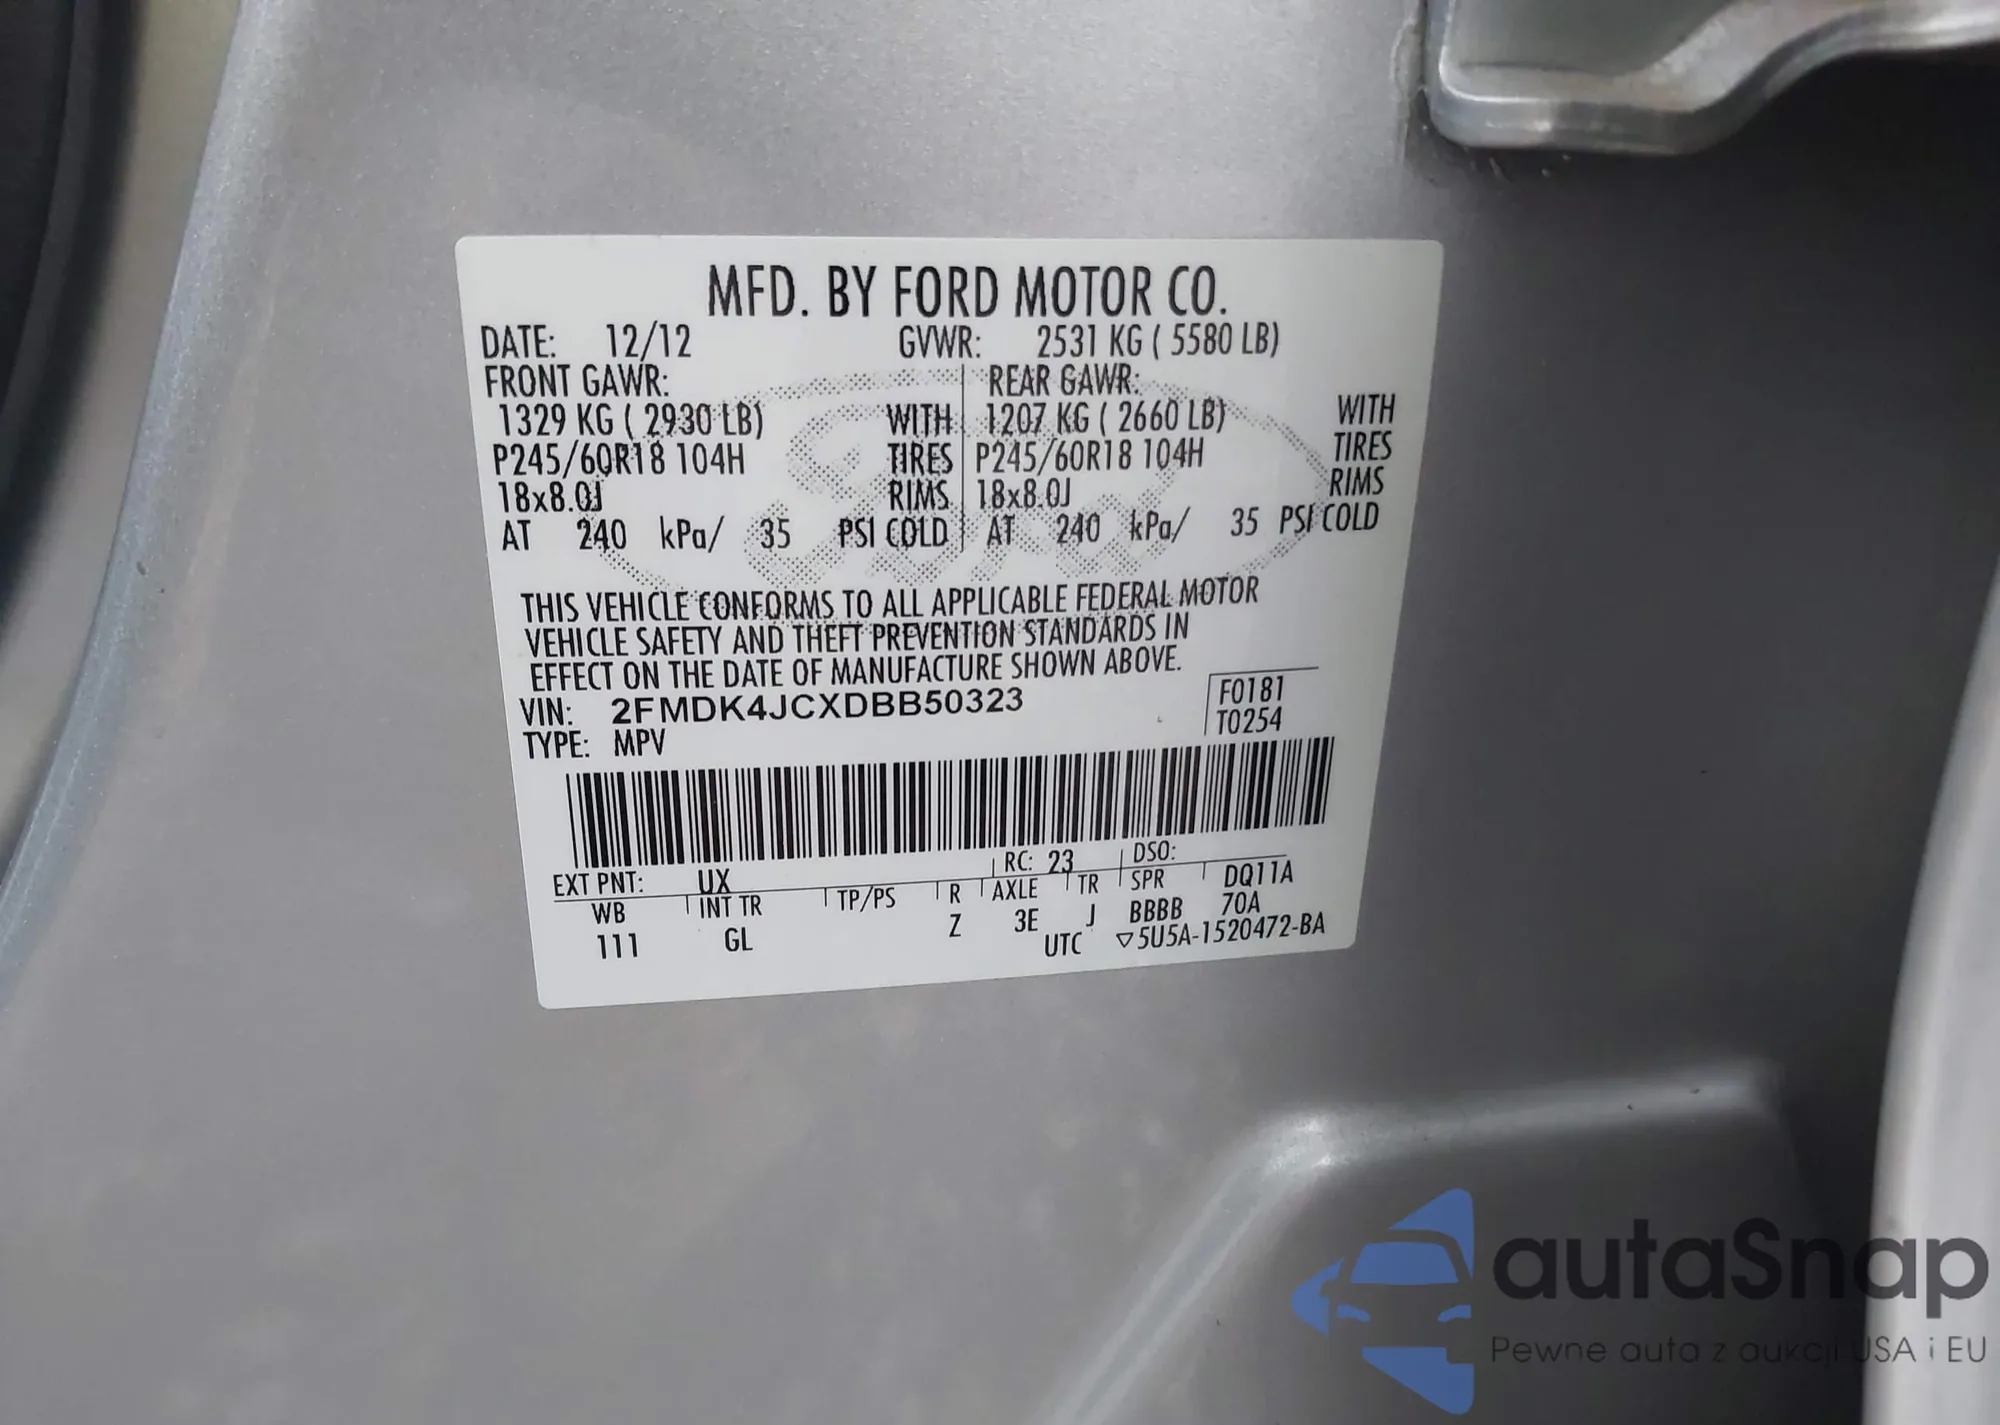 MFD. BY FORD MOTOR CO.
DATE: 12/12 GVWR: 2531 KG ( 5580 LB)
FRONT GAWR: REAR GAWR:
1329 KG ( 2930 LB) WITH 1207 KG ( 2660 LB) WITH
P245/60R18 104H TIRES P245/60R18 104H TIRES
18x8.0J RIMS 18x8.0J RIMS
AT 240 kPa/ 35 PSI COLD AT 240 kPa/ 35 PSI COLD
THIS VEHICLE CONFORMS TO ALL APPLICABLE FEDERAL MOTOR
VEHICLE SAFETY AND THEFT PREVENTION STANDARDS IN
EFFECT ON THE DATE OF MANUFACTURE SHOWN ABOVE.
VIN: 2FMDK4JCXDBB50323 F0181
TYPE: MPV T0254
EXT PNT: UX RC: 23 DSO:
WB INT TR TP/PS R AXLE TR SPR DQ11A
111 GL Z 3E J BBBB 70A
UTC ▽5U5A-1520472-BA
autaSnap
Pewne auta z aukcji USA i EU